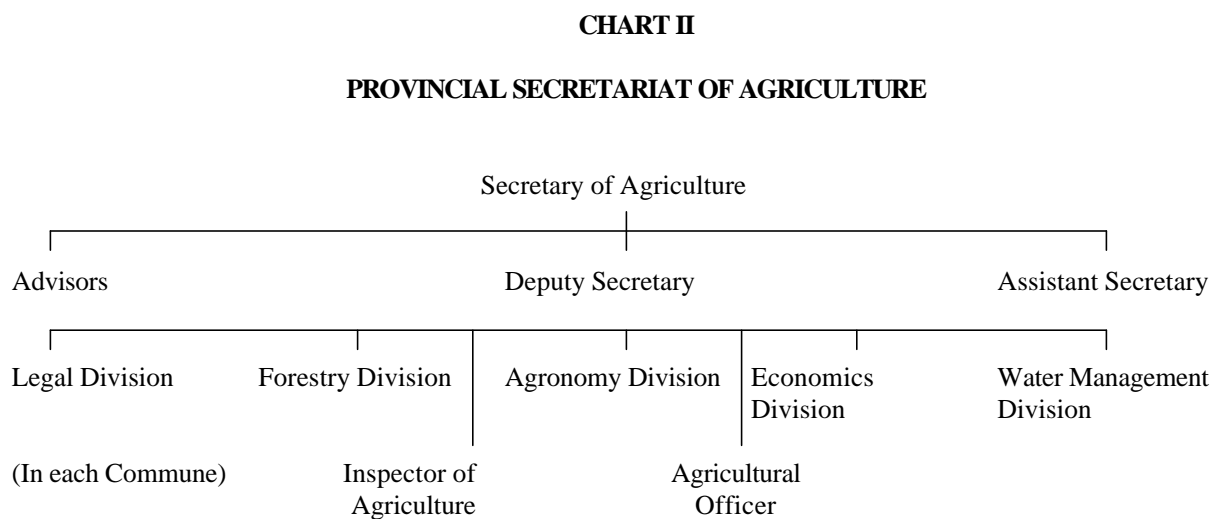 CHART II
PROVINCIAL SECRETARIAT OF AGRICULTURE
Secretary of Agriculture
Advisors Deputy Secretary Assistant Secretary
Legal Division Forestry Division Agronomy Division Economics Division Water Management Division
(In each Commune) Inspector of Agriculture Agricultural Officer